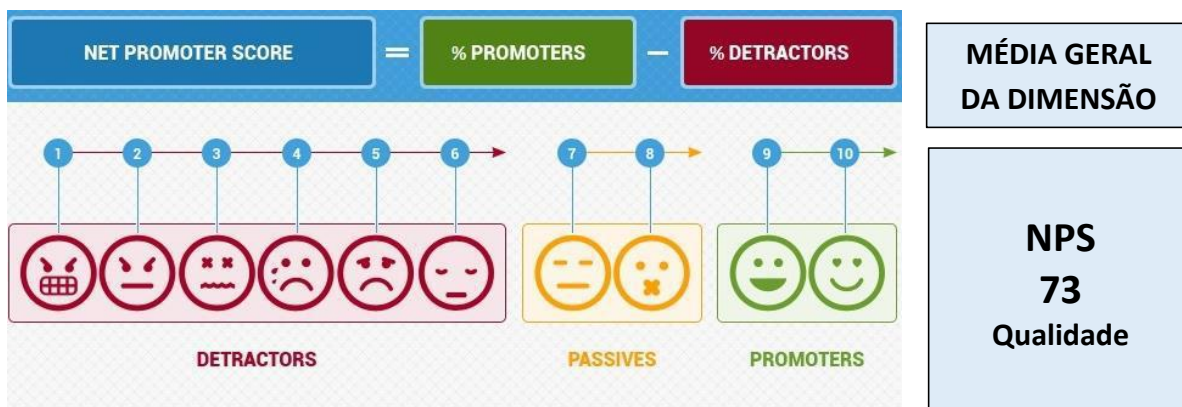 NET PROMOTER SCORE = % PROMOTERS − % DETRACTORS
MÉDIA GERAL
DA DIMENSÃO
1 2 3 4 5 6 7 8 9 10
DETRACTORS PASSIVES PROMOTERS
NPS
73
Qualidade